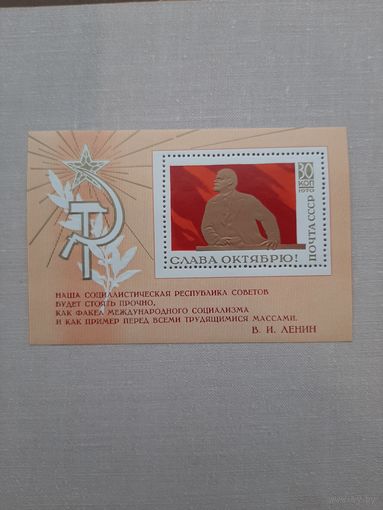 30
КОП
1970
ПОЧТА СССР
СЛАВА ОКТЯБРЮ!
НАША СОЦИАЛИСТИЧЕСКАЯ РЕСПУБЛИКА СОВЕТОВ
БУДЕТ СТОЯТЬ ПРОЧНО,
КАК ФАКЕЛ МЕЖДУНАРОДНОГО СОЦИАЛИЗМА
И КАК ПРИМЕР ПЕРЕД ВСЕМИ ТРУДЯЩИМИСЯ МАССАМИ.
В. И. ЛЕНИН